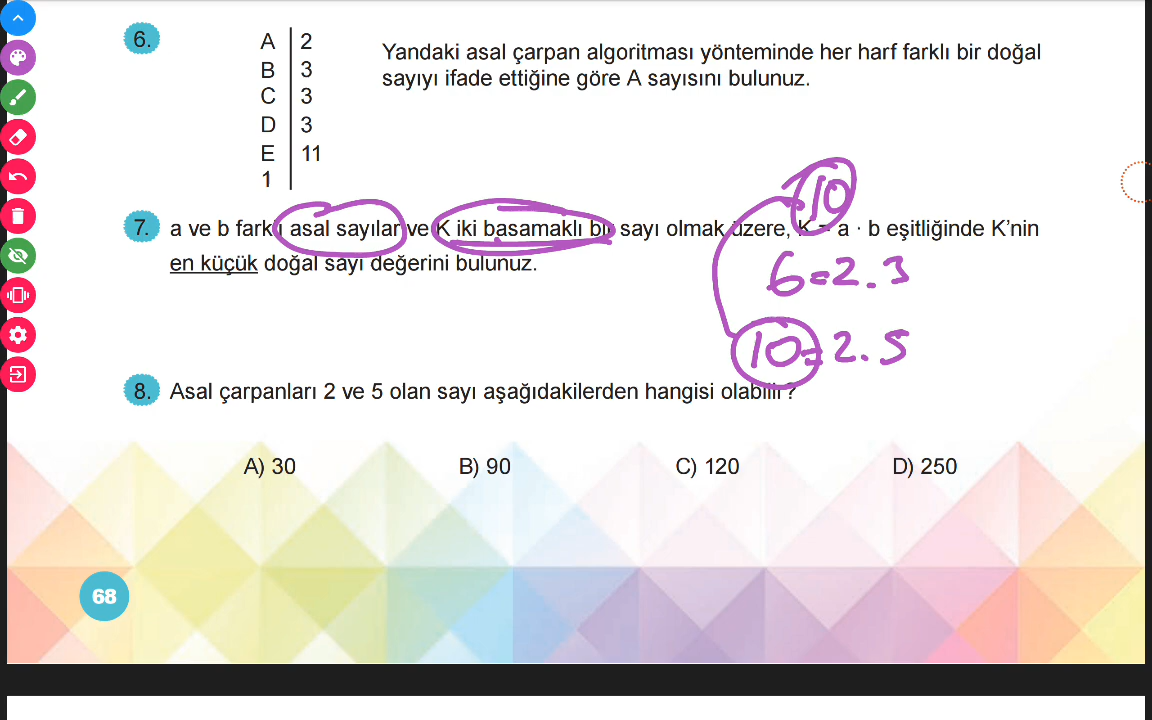 6.
A 2
B 3
C 3
D 3
E 11
1
Yandaki asal çarpan algoritması yönteminde her harf farklı bir doğal
sayıyı ifade ettiğine göre A sayısını bulunuz.
10
7. a ve b farklı asal sayılar ve K iki basamaklı bir sayı olmak üzere, K = a · b eşitliğinde K'nin
en küçük doğal sayı değerini bulunuz.
6=2.3
10=2.5
8. Asal çarpanları 2 ve 5 olan sayı aşağıdakilerden hangisi olabilir?
A) 30 B) 90 C) 120 D) 250
68